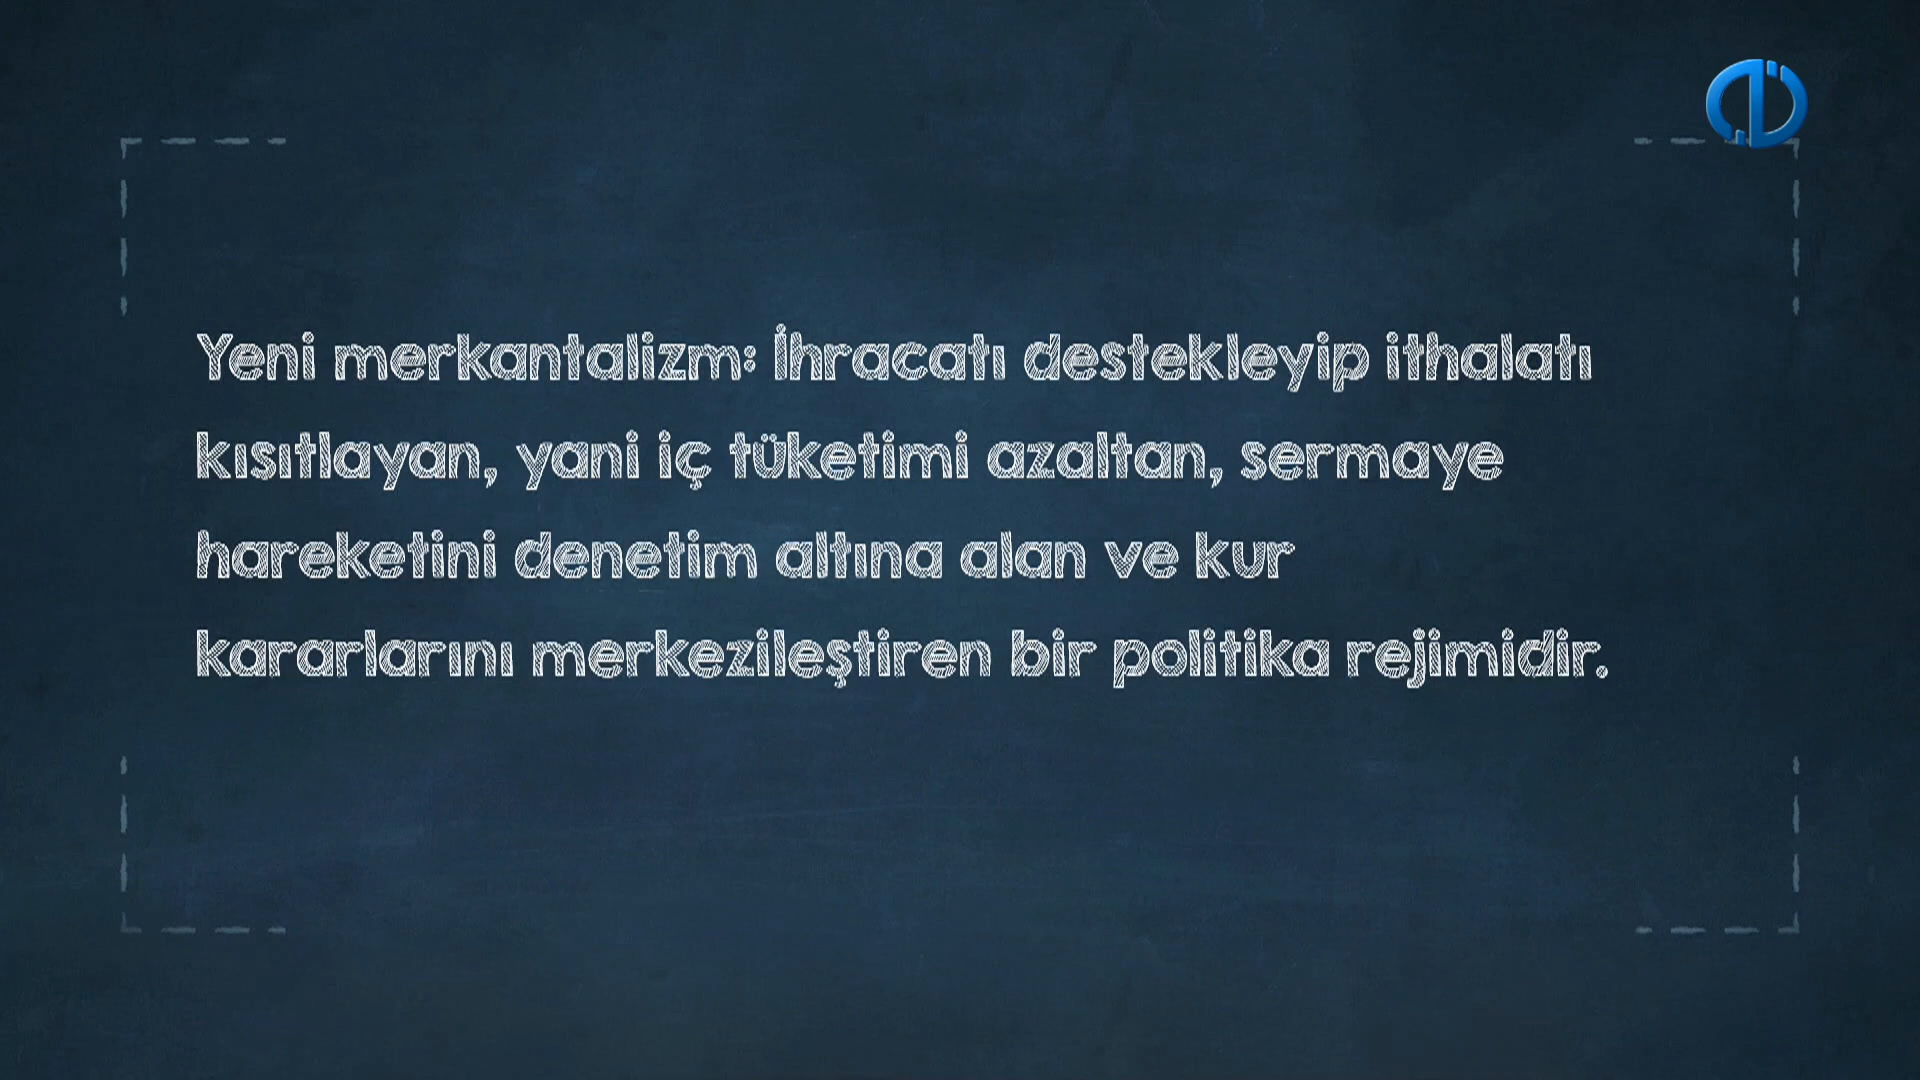 Yeni merkantalizm: İhracatı destekleyip ithalatı
kısıtlayan, yani iç tüketimi azaltan, sermaye
hareketini denetim altına alan ve kur
kararlarını merkezileştiren bir politika rejimidir.